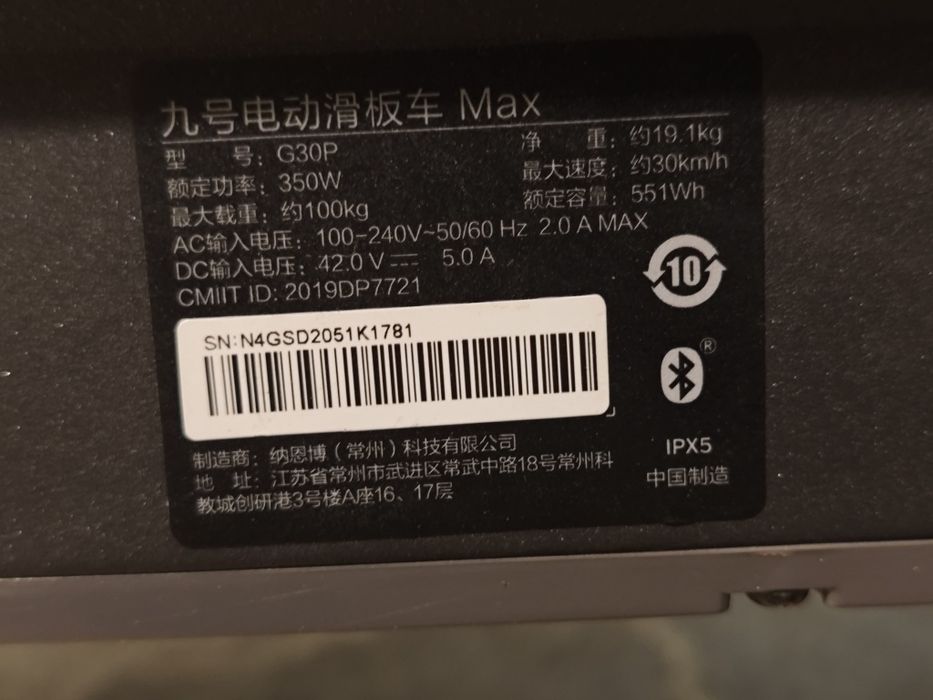 九号电动滑板车 Max
型 号：G30P 净 重：约19.1kg
额定功率：350W 最大速度：约30km/h
最大载重：约100kg 额定容量：551Wh
AC输入电压：100-240V~50/60 Hz 2.0 A MAX
DC输入电压：42.0 V ⎓ 5.0 A
CMIIT ID: 2019DP7721
10
SN:N4GSD2051K1781
®
制造商：纳恩博（常州）科技有限公司
地 址：江苏省常州市武进区常武中路18号常州科
教城创研港3号楼A座16、17层
IPX5
中国制造